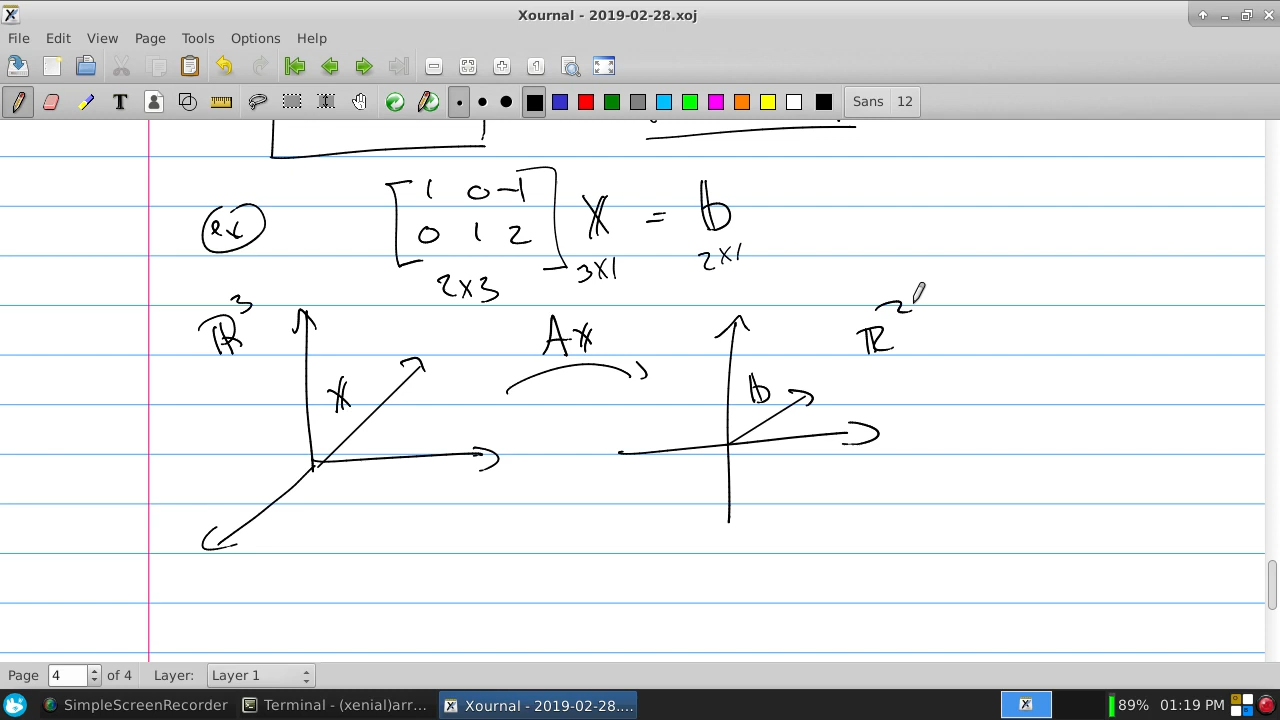 Xournal - 2019-02-28.xoj
File Edit View Page Tools Options Help
Sans 12
ex
1 0 -1
0 1 2
2x3
x
3x1
=
b
2x1
ℝ³
x
Ax
b
ℝ²
Page 4 of 4 Layer: Layer 1
SimpleScreenRecorder Terminal - (xenial)arr... Xournal - 2019-02-28.... 89% 01:19 PM